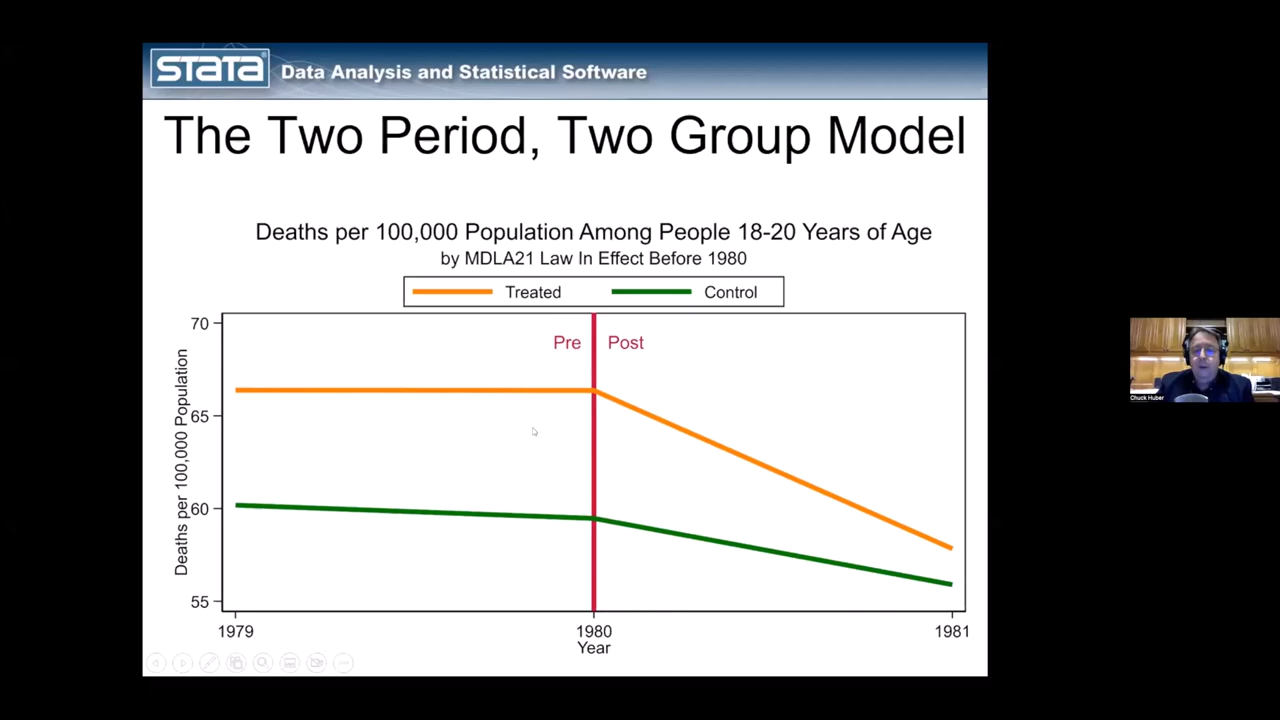 STATA® Data Analysis and Statistical Software
The Two Period, Two Group Model
Deaths per 100,000 Population Among People 18-20 Years of Age
by MDLA21 Law In Effect Before 1980
Treated Control
Pre Post
Deaths per 100,000 Population
70
65
60
55
1979 1980 1981
Year
Chuck Huber